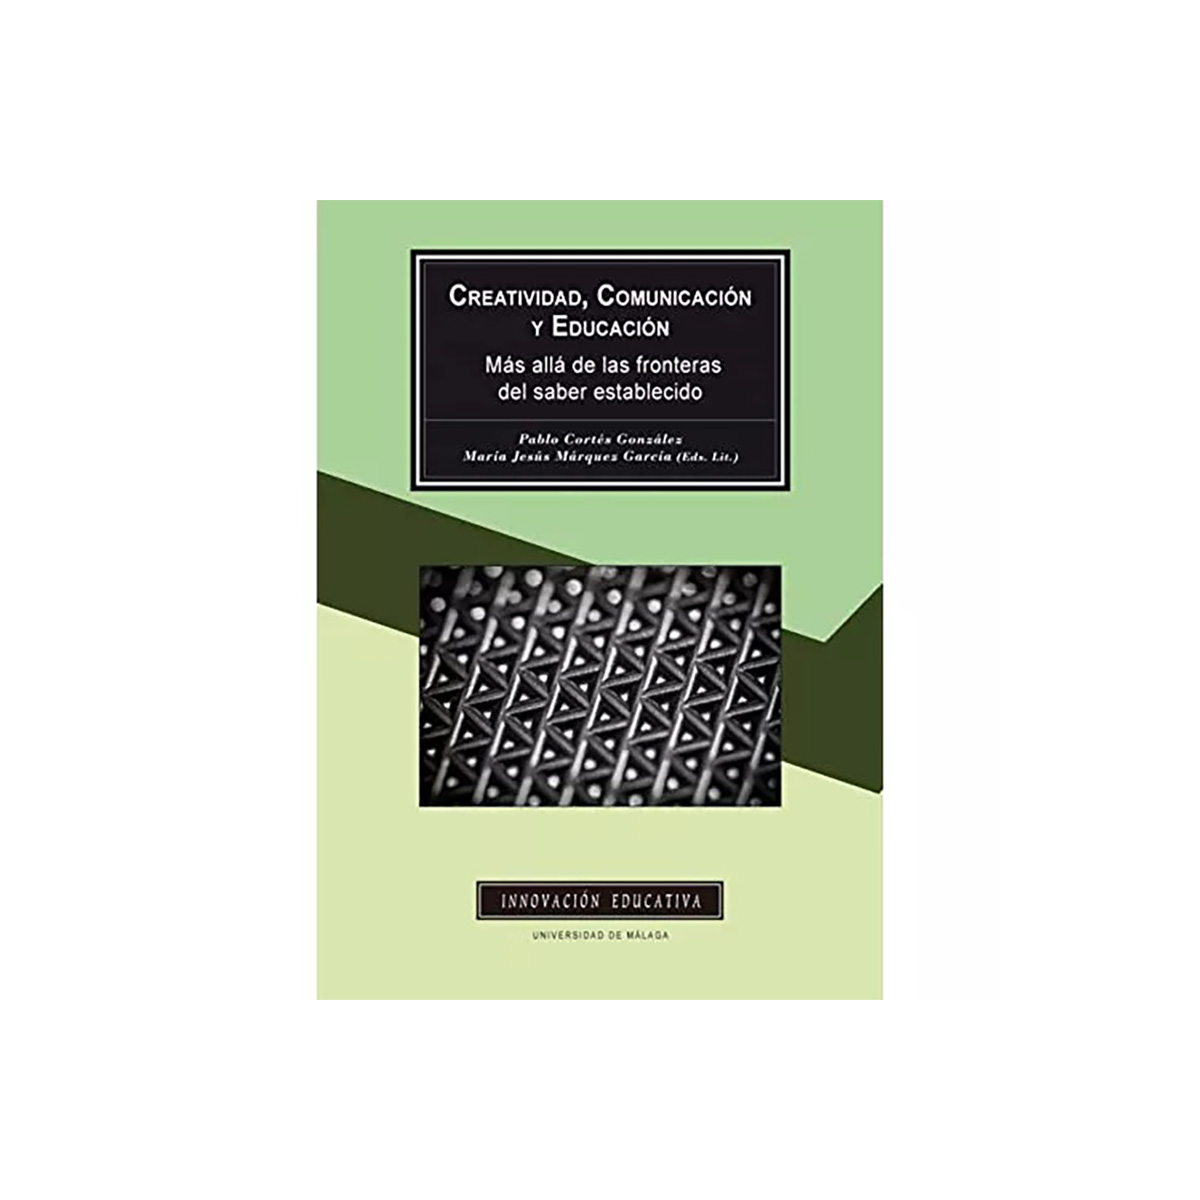 CREATIVIDAD, COMUNICACIÓN
Y EDUCACIÓN
Más allá de las fronteras
del saber establecido
Pablo Cortés González
María Jesús Márquez García (Eds. Lit.)
INNOVACIÓN EDUCATIVA
UNIVERSIDAD DE MÁLAGA